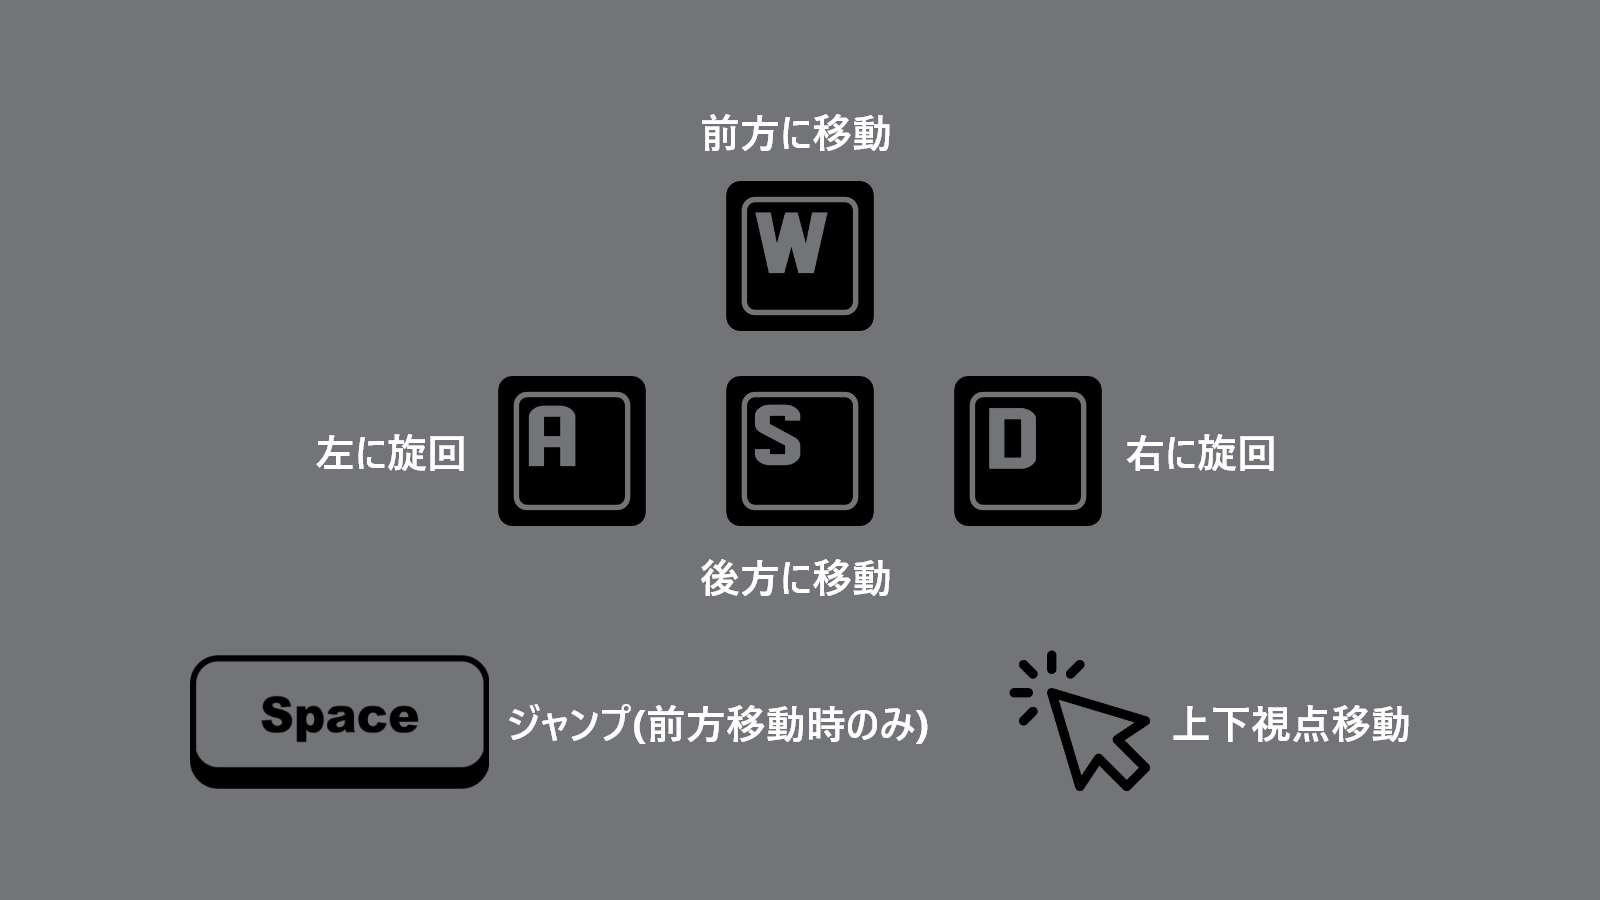 前方に移動
W
左に旋回
A
S
D
右に旋回
後方に移動
Space
ジャンプ(前方移動時のみ)
上下視点移動